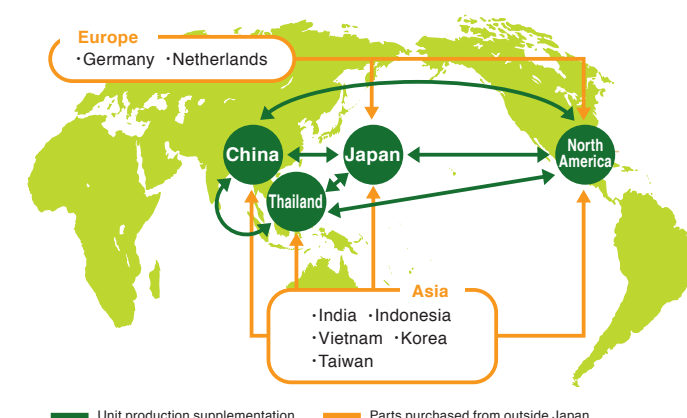 Europe
・Germany ・Netherlands
China
Japan
North
America
Thailand
Asia
・India ・Indonesia
・Vietnam ・Korea
・Taiwan
Unit production supplementation
Parts purchased from outside Japan